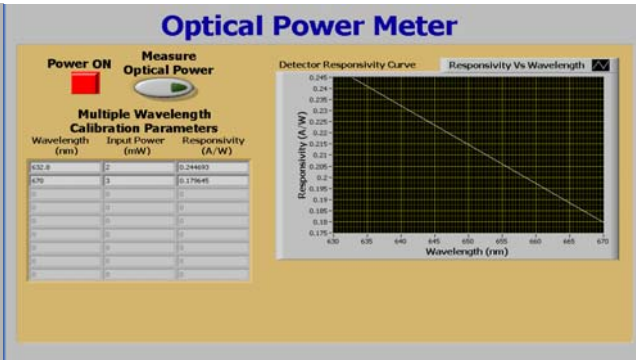 Optical Power Meter
Power ON
Measure
Optical Power
Multiple Wavelength
Calibration Parameters
Wavelength Input Power Responsivity
(nm) (mW) (A/W)
632.8 2 0.244693
670 3 0.179645
0 0 0
0 0 0
0 0 0
0 0 0
0 0 0
0 0 0
0 0 0
Detector Responsivity Curve
Responsivity Vs Wavelength
Responsivity (A/W)
0.245
0.24
0.235
0.23
0.225
0.22
0.215
0.21
0.205
0.2
0.195
0.19
0.185
0.18
0.175
630 635 640 645 650 655 660 665 670
Wavelength (nm)